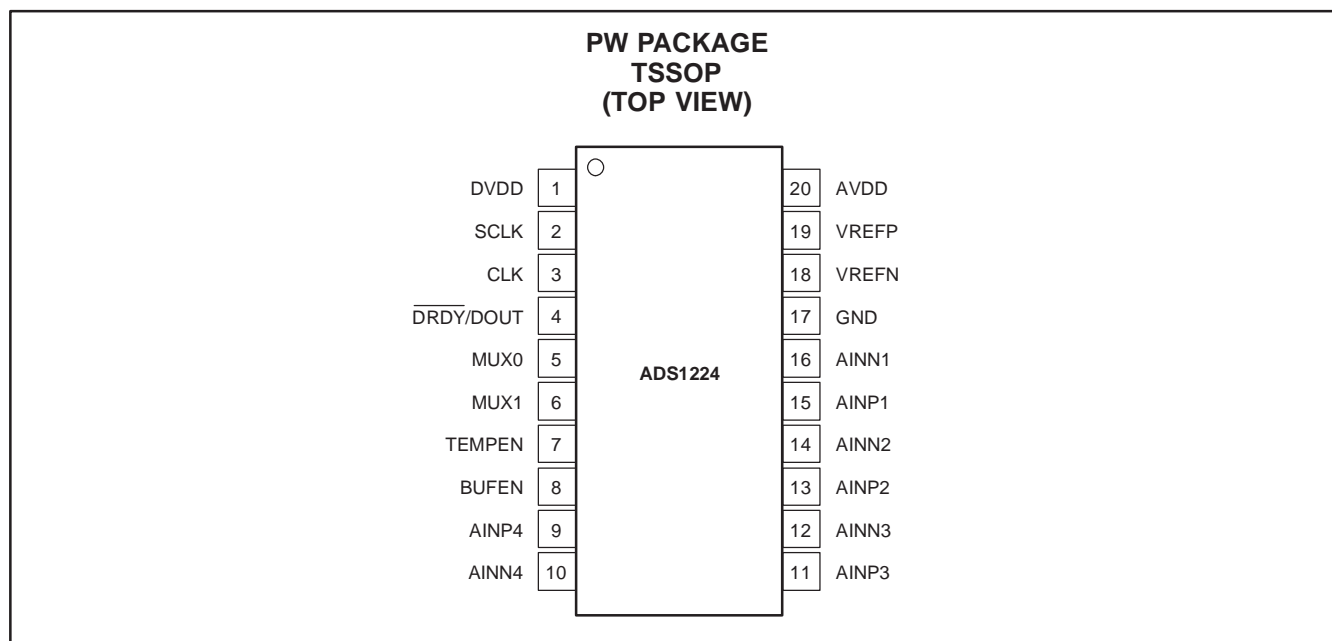 PW PACKAGE
TSSOP
(TOP VIEW)
DVDD 1 20 AVDD
SCLK 2 19 VREFP
CLK 3 18 VREFN
DRDY/DOUT 4 17 GND
MUX0 5 16 AINN1
ADS1224
MUX1 6 15 AINP1
TEMPEN 7 14 AINN2
BUFEN 8 13 AINP2
AINP4 9 12 AINN3
AINN4 10 11 AINP3